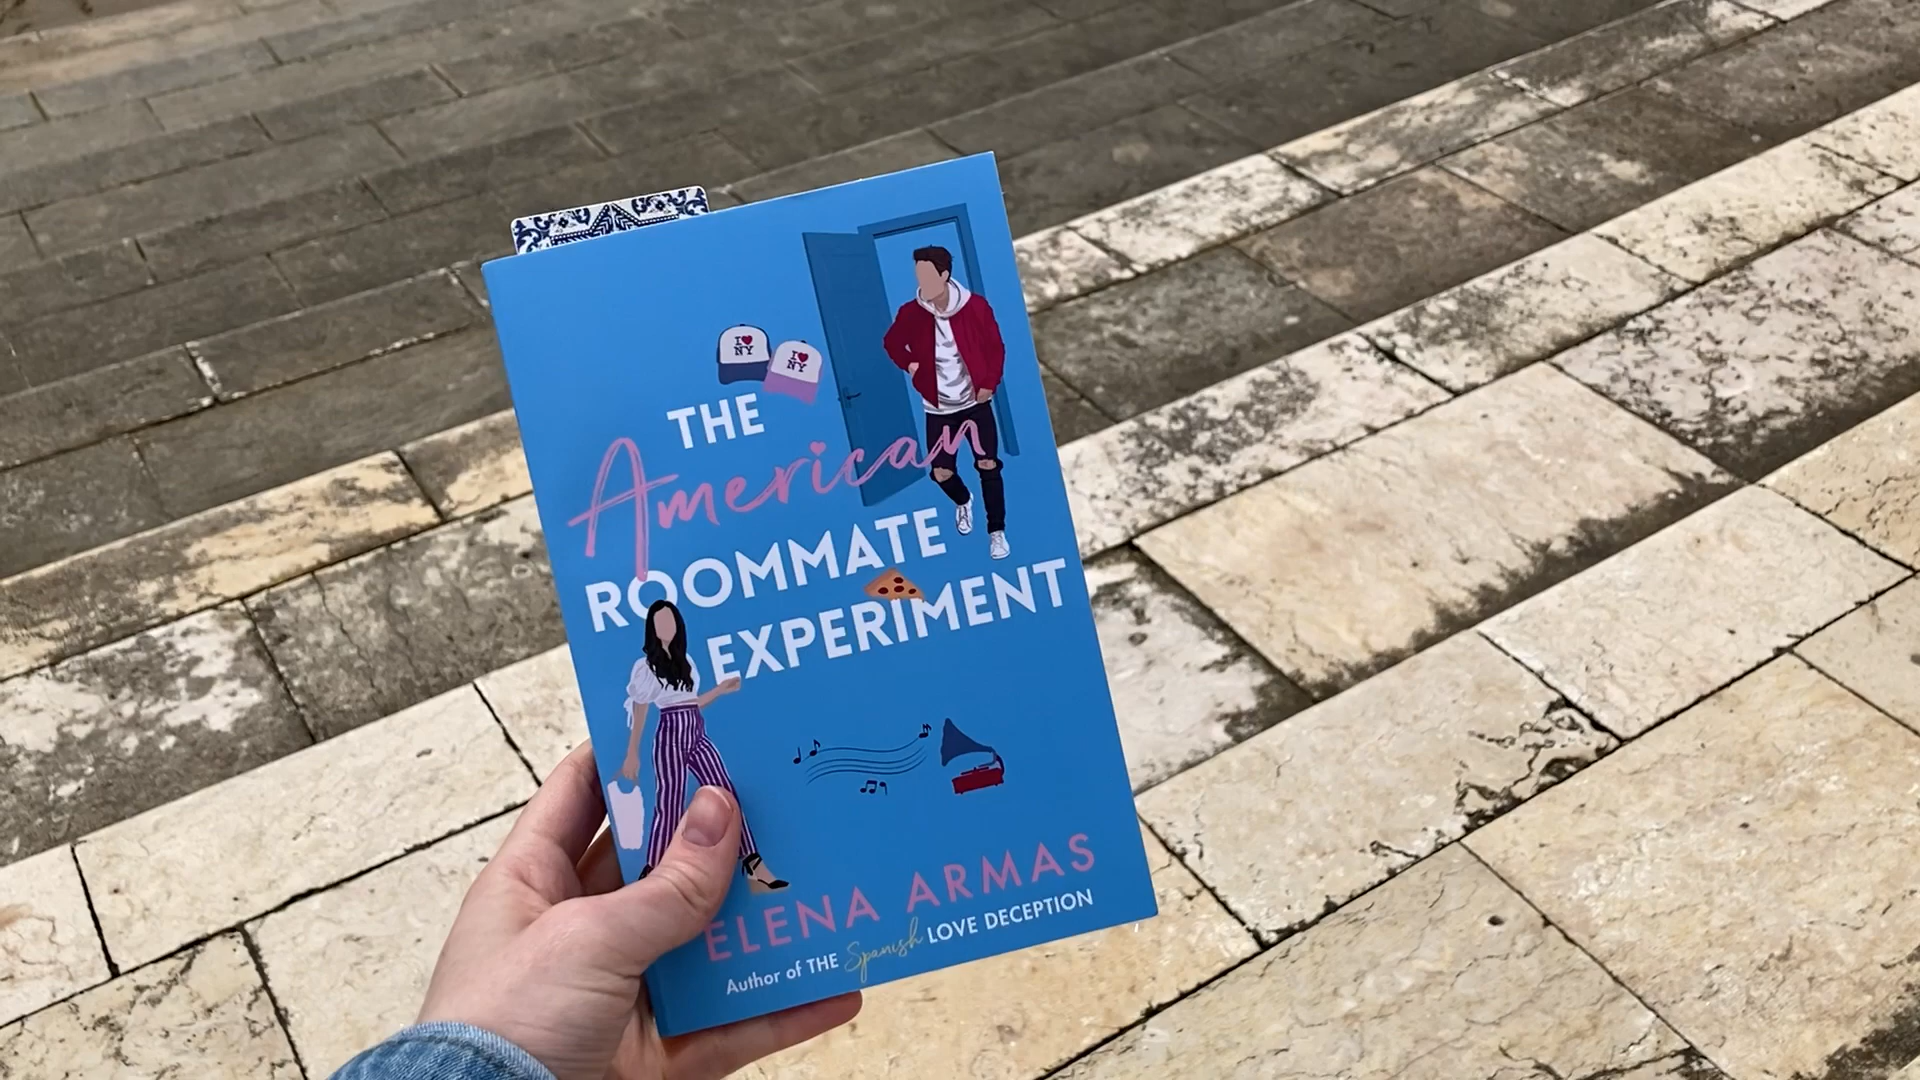 I ♥ NY
I ♥ NY
THE
American
ROOMMATE
EXPERIMENT
ELENA ARMAS
Author of THE Spanish LOVE DECEPTION